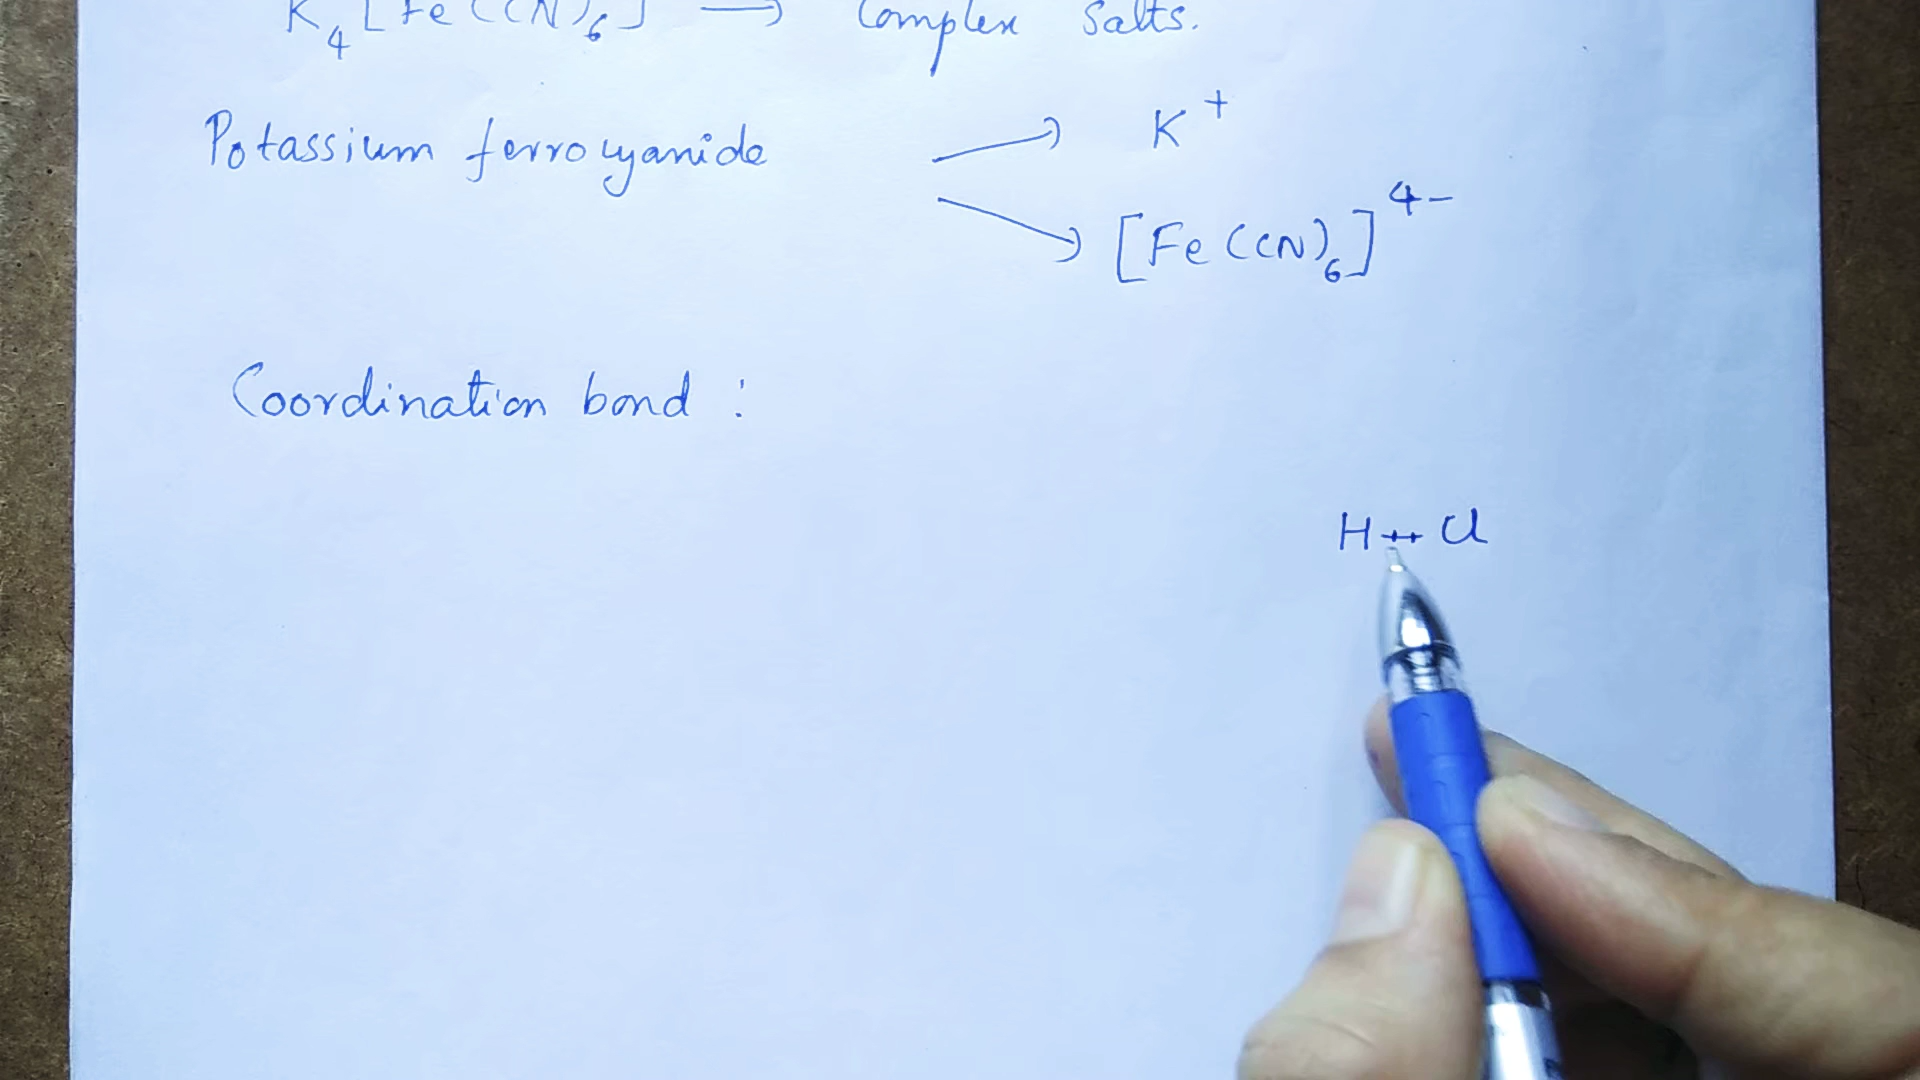 K₄[Fe(CN)₆] → Complex Salts.
Potassium ferrocyanide → K⁺
→ [Fe(CN)₆]⁴⁻
Coordination bond :
H-Cl